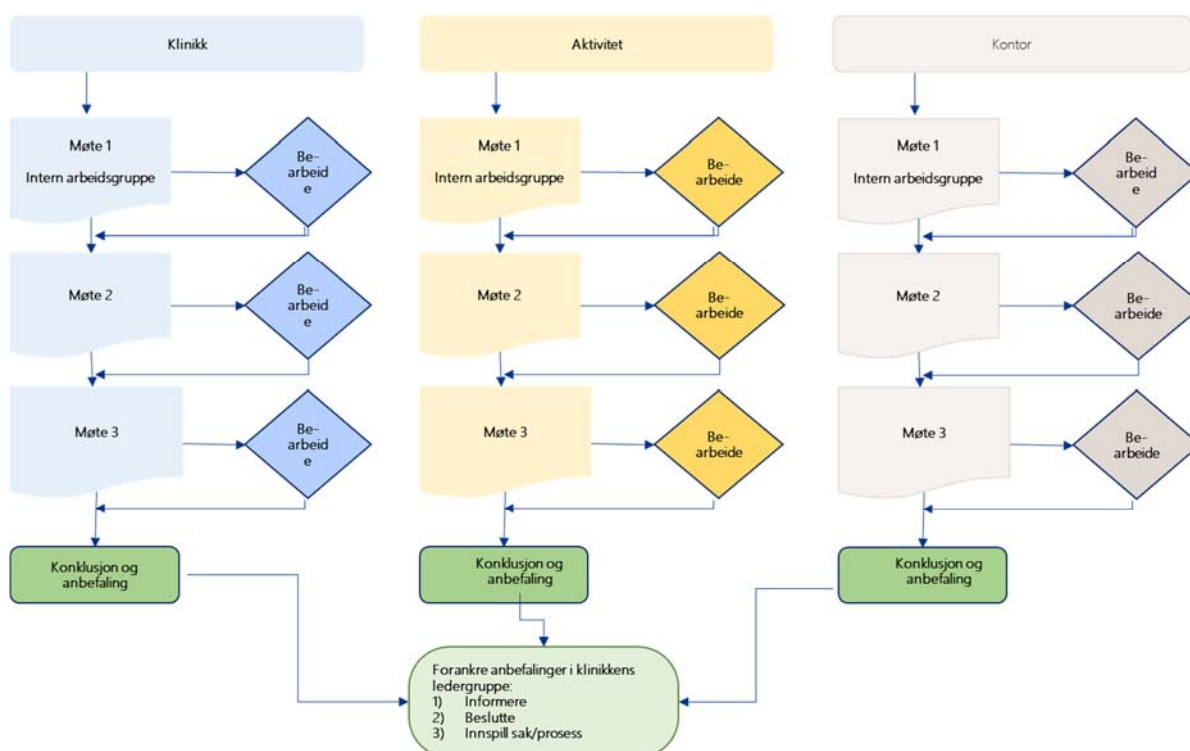 Klinikk
Aktivitet
Kontor
Møte 1
Intern arbeidsgruppe
Be-
arbeid
e
Møte 1
Intern arbeidsgruppe
Be-
arbeide
Møte 1
Intern arbeidsgruppe
Be-
arbeid
e
Møte 2
Be-
arbeid
e
Møte 2
Be-
arbeide
Møte 2
Be-
arbeide
Møte 3
Be-
arbeid
e
Møte 3
Be-
arbeide
Møte 3
Be-
arbeide
Konklusjon og
anbefaling
Konklusjon og
anbefaling
Konklusjon og
anbefaling
Forankre anbefalinger i klinikkens
ledergruppe:
1) Informere
2) Beslutte
3) Innspill sak/prosess